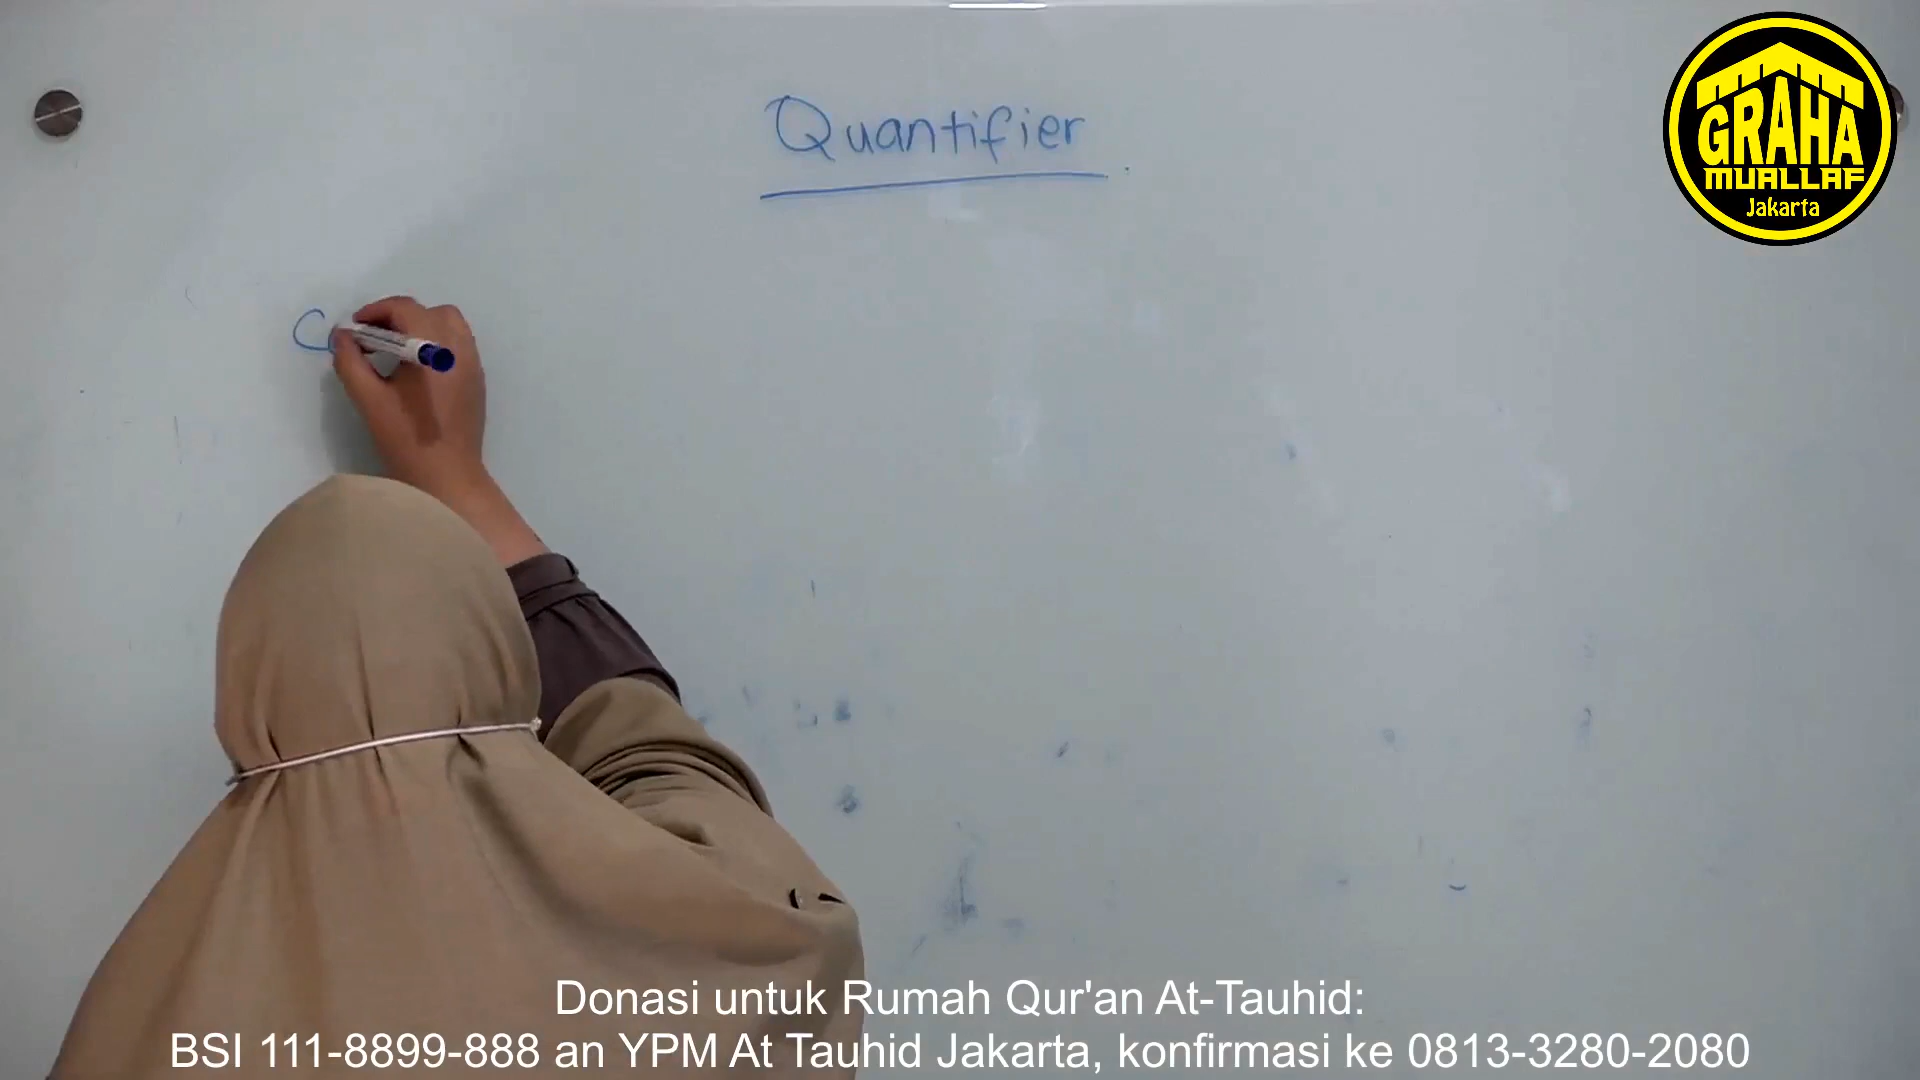 Quantifier
GRAHA
MUALLAF
Jakarta
C
Donasi untuk Rumah Qur'an At-Tauhid:
BSI 111-8899-888 an YPM At Tauhid Jakarta, konfirmasi ke 0813-3280-2080